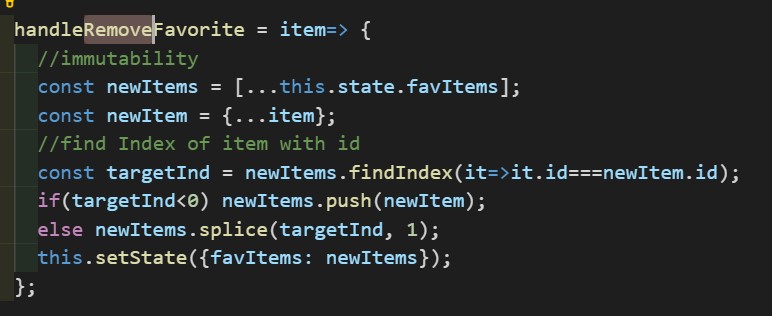 handleRemoveFavorite = item=> {
//immutability
const newItems = [...this.state.favItems];
const newItem = {...item};
//find Index of item with id
const targetInd = newItems.findIndex(it=>it.id===newItem.id);
if(targetInd<0) newItems.push(newItem);
else newItems.splice(targetInd, 1);
this.setState({favItems: newItems});
};